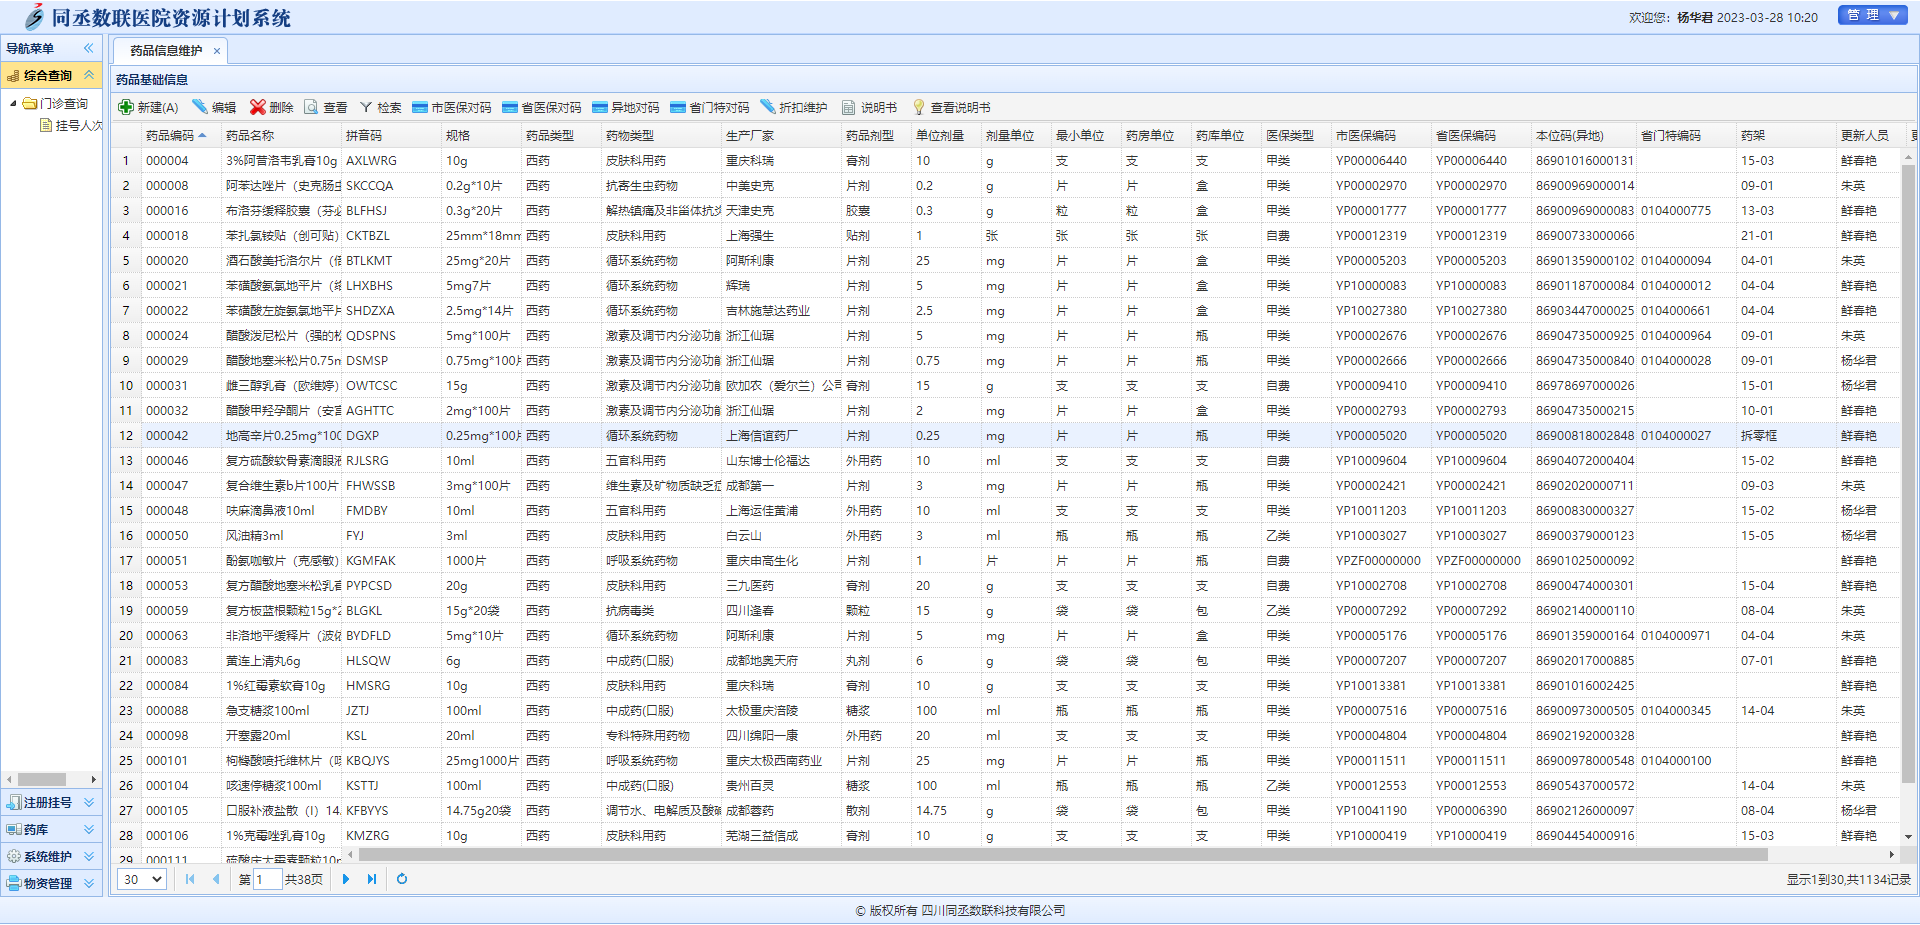 同丞数联医院资源计划系统
欢迎您：杨华君 2023-03-28 10:20 管 理
导航菜单
综合查询
门诊查询
挂号人次
注册挂号
药库
系统维护
物资管理
药品信息维护
药品基础信息
新建(A) 编辑 删除 查看 检索 市医保对码 省医保对码 异地对码 省门特对码 折扣维护 说明书 查看说明书
药品编码 药品名称 拼音码 规格 药品类型 药物类型 生产厂家 药品剂型 单位剂量 剂量单位 最小单位 药房单位 药库单位 医保类型 市医保编码 省医保编码 本位码(异地) 省门特编码 药架 更新人员
1 000004 3%阿昔洛韦乳膏10g AXLWRG 10g 西药 皮肤科用药 重庆科瑞 膏剂 10 g 支 支 支 甲类 YP00006440 YP00006440 86901016000131 15-03 鲜春艳
2 000008 阿苯达唑片（史克肠虫 SKCCQA 0.2g*10片 西药 抗寄生虫药物 中美史克 片剂 0.2 g 片 片 盒 甲类 YP00002970 YP00002970 86900969000014 09-01 朱英
3 000016 布洛芬缓释胶囊（芬必 BLFHSJ 0.3g*20片 西药 解热镇痛及非甾体抗炎 天津史克 胶囊 0.3 g 粒 粒 盒 甲类 YP00001777 YP00001777 86900969000083 0104000775 13-03 鲜春艳
4 000018 苯扎氯铵贴（创可贴） CKTBZL 25mm*18mm 西药 皮肤科用药 上海强生 贴剂 1 张 张 张 张 自费 YP00012319 YP00012319 86900733000066 21-01 鲜春艳
5 000020 酒石酸美托洛尔片（倍 BTLKMT 25mg*20片 西药 循环系统药物 阿斯利康 片剂 25 mg 片 片 盒 甲类 YP00005203 YP00005203 86901359000102 0104000094 04-01 朱英
6 000021 苯磺酸氨氯地平片（络 LHXBHS 5mg7片 西药 循环系统药物 辉瑞 片剂 5 mg 片 片 盒 甲类 YP10000083 YP10000083 86901187000084 0104000012 04-04 鲜春艳
7 000022 苯磺酸左旋氨氯地平片 SHDZXA 2.5mg*14片 西药 循环系统药物 吉林施慧达药业 片剂 2.5 mg 片 片 盒 甲类 YP10027380 YP10027380 86903447000025 0104000661 04-04 鲜春艳
8 000024 醋酸泼尼松片（强的松 QDSPNS 5mg*100片 西药 激素及调节内分泌功能 浙江仙琚 片剂 5 mg 片 片 瓶 甲类 YP00002676 YP00002676 86904735000925 0104000964 09-01 朱英
9 000029 醋酸地塞米松片0.75m DSMSP 0.75mg*100片 西药 激素及调节内分泌功能 浙江仙琚 片剂 0.75 mg 片 片 瓶 甲类 YP00002666 YP00002666 86904735000840 0104000028 09-01 杨华君
10 000031 雌三醇乳膏（欧维婷） OWTCSC 15g 西药 激素及调节内分泌功能 欧加农（爱尔兰）公司 膏剂 15 g 支 支 支 自费 YP00009410 YP00009410 86978697000026 15-01 杨华君
11 000032 醋酸甲羟孕酮片（安宫 AGHTTC 2mg*100片 西药 激素及调节内分泌功能 浙江仙琚 片剂 2 mg 片 片 盒 甲类 YP00002793 YP00002793 86904735000215 10-01 鲜春艳
12 000042 地高辛片0.25mg*100 DGXP 0.25mg*100片 西药 循环系统药物 上海信谊药厂 片剂 0.25 mg 片 片 瓶 甲类 YP00005020 YP00005020 86900818002848 0104000027 拆零框 鲜春艳
13 000046 复方硫酸软骨素滴眼液 RJLSRG 10ml 西药 五官科用药 山东博士伦福达 外用药 10 ml 支 支 支 自费 YP10009604 YP10009604 86904072000404 15-02 鲜春艳
14 000047 复合维生素b片100片 FHWSSB 3mg*100片 西药 维生素及矿物质缺乏症 成都第一 片剂 3 mg 片 片 瓶 甲类 YP00002421 YP00002421 86902020000711 09-03 朱英
15 000048 呋麻滴鼻液10ml FMDBY 10ml 西药 五官科用药 上海运佳黄浦 外用药 10 ml 支 支 支 甲类 YP10011203 YP10011203 86900830000327 15-02 杨华君
16 000050 风油精3ml FYJ 3ml 西药 皮肤科用药 白云山 外用药 3 ml 瓶 瓶 瓶 乙类 YP10003027 YP10003027 86900379000123 15-05 杨华君
17 000051 酚氨咖敏片（克感敏） KGMFAK 1000片 西药 呼吸系统药物 重庆申高生化 片剂 1 片 片 片 瓶 自费 YPZF00000000 YPZF00000000 86901025000092 鲜春艳
18 000053 复方醋酸地塞米松乳膏 PYPCSD 20g 西药 皮肤科用药 三九医药 膏剂 20 g 支 支 支 自费 YP10002708 YP10002708 86900474000301 15-04 鲜春艳
19 000059 复方板蓝根颗粒15g*2 BLGKL 15g*20袋 西药 抗病毒类 四川逢春 颗粒 15 g 袋 袋 包 乙类 YP00007292 YP00007292 86902140000110 08-04 朱英
20 000063 非洛地平缓释片（波依 BYDFLD 5mg*10片 西药 循环系统药物 阿斯利康 片剂 5 mg 片 片 盒 甲类 YP00005176 YP00005176 86901359000164 0104000971 04-04 朱英
21 000083 黄连上清丸6g HLSQW 6g 西药 中成药(口服) 成都地奥天府 丸剂 6 g 袋 袋 包 甲类 YP00007207 YP00007207 86902017000885 07-01 鲜春艳
22 000084 1%红霉素软膏10g HMSRG 10g 西药 皮肤科用药 重庆科瑞 膏剂 10 g 支 支 支 甲类 YP10013381 YP10013381 86901016002425 鲜春艳
23 000088 急支糖浆100ml JZTJ 100ml 西药 中成药(口服) 太极重庆涪陵 糖浆 100 ml 瓶 瓶 瓶 甲类 YP00007516 YP00007516 86900973000505 0104000345 14-04 朱英
24 000098 开塞露20ml KSL 20ml 西药 专科特殊用药物 四川绵阳一康 外用药 20 ml 支 支 支 甲类 YP00004804 YP00004804 86902192000328 鲜春艳
25 000101 枸橼酸喷托维林片（咳 KBQJYS 25mg1000片 西药 呼吸系统药物 重庆太极西南药业 片剂 25 mg 片 片 瓶 甲类 YP00011511 YP00011511 86900978000548 0104000100 鲜春艳
26 000104 咳速停糖浆100ml KSTTJ 100ml 西药 中成药(口服) 贵州百灵 糖浆 100 ml 瓶 瓶 瓶 乙类 YP00012553 YP00012553 86905437000572 14-04 朱英
27 000105 口服补液盐散（I）14. KFBYYS 14.75g20袋 西药 调节水、电解质及酸碱 成都蓉药 散剂 14.75 g 袋 袋 包 甲类 YP10041190 YP00006390 86902126000097 08-04 杨华君
28 000106 1%克霉唑乳膏10g KMZRG 10g 西药 皮肤科用药 芜湖三益信成 膏剂 10 g 支 支 支 甲类 YP10000419 YP10000419 86904454000916 15-03 鲜春艳
29 000111 硫酸庆大霉素颗粒10m
30 第 1 共38页 显示1到30,共1134记录
© 版权所有 四川同丞数联科技有限公司